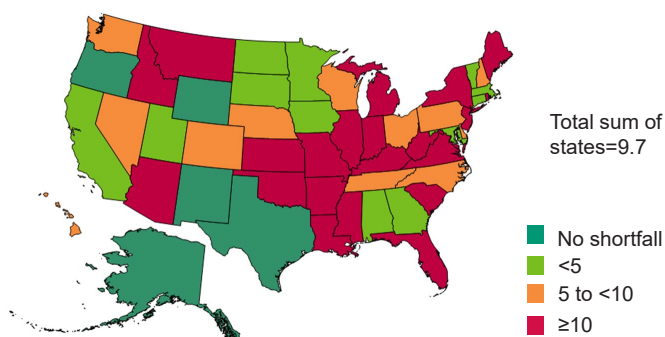 Total sum of
states=9.7
No shortfall
<5
5 to <10
≥10